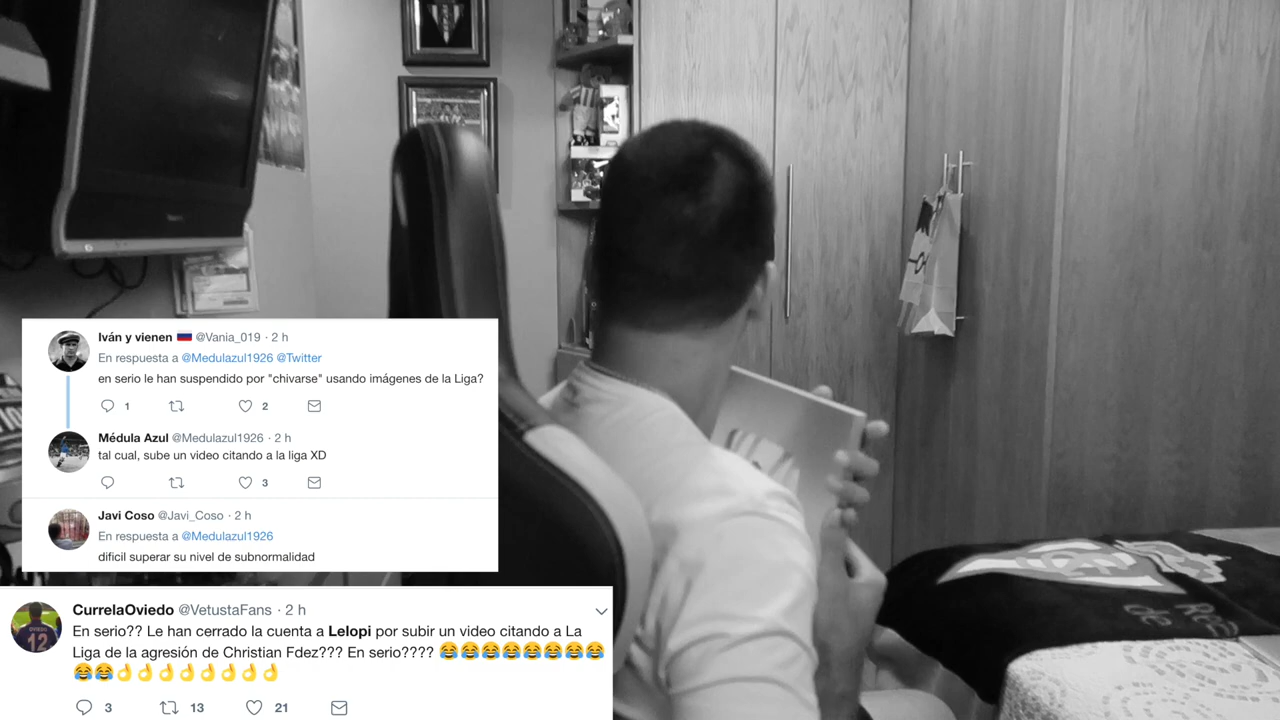 Iván y vienen 🇷🇺 @Vania_019 · 2 h
En respuesta a @Medulazul1926 @Twitter
en serio le han suspendido por "chivarse" usando imágenes de la Liga?
1 2
Médula Azul @Medulazul1926 · 2 h
tal cual, sube un video citando a la liga XD
3
Javi Coso @Javi_Coso · 2 h
En respuesta a @Medulazul1926
dificil superar su nivel de subnormalidad
CurrelaOviedo @VetustaFans · 2 h
En serio?? Le han cerrado la cuenta a Lelopi por subir un video citando a La
Liga de la agresión de Christian Fdez??? En serio???? 😂😂😂😂😂😂😂😂
😂😂👌👌👌👌👌👌👌👌
3 13 21
OVIEDO
12
de